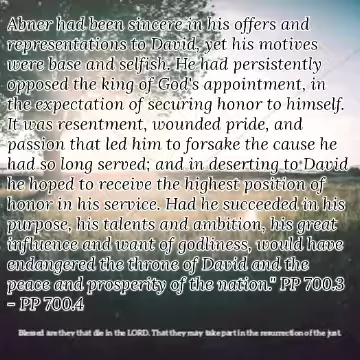 Abner had been sincere in his offers and
representations to David, yet his motives
were base and selfish. He had persistently
opposed the king of God's appointment, in
the expectation of securing honor to himself.
It was resentment, wounded pride, and
passion that led him to forsake the cause he
had so long served; and in deserting to David
he hoped to receive the highest position of
honor in his service. Had he succeeded in his
purpose, his talents and ambition, his great
influence and want of godliness, would have
endangered the throne of David and the
peace and prosperity of the nation." PP 700.3
– PP 700.4
Blessed are they that die in the LORD. That they may take part in the resurrection of the just.